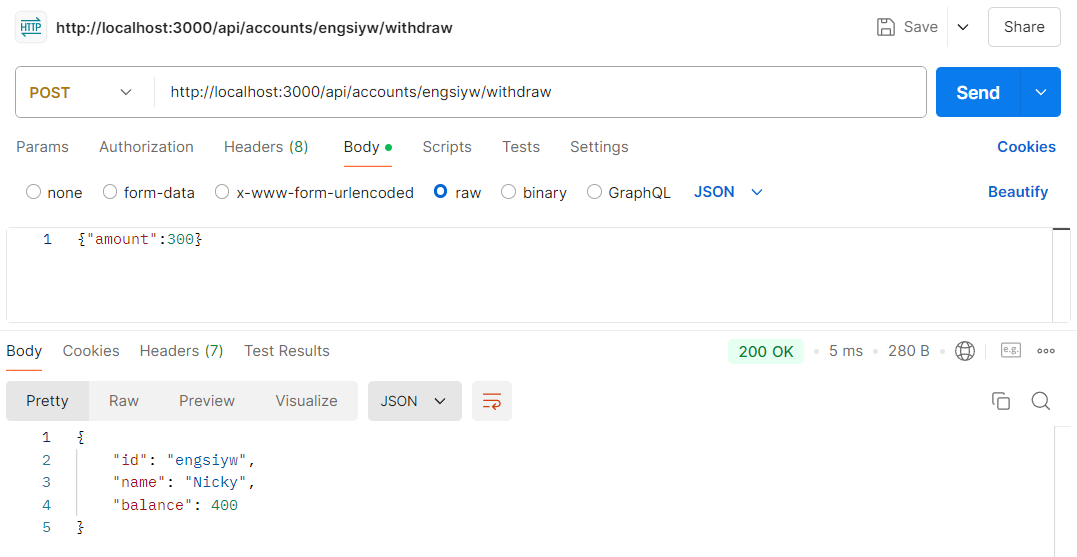 HTTP http://localhost:3000/api/accounts/engsiyw/withdraw Save Share
POST http://localhost:3000/api/accounts/engsiyw/withdraw Send
Params Authorization Headers (8) Body Scripts Tests Settings Cookies
none form-data x-www-form-urlencoded raw binary GraphQL JSON Beautify
1 {"amount":300}
Body Cookies Headers (7) Test Results 200 OK 5 ms 280 B e.g.
Pretty Raw Preview Visualize JSON
1 {
2 "id": "engsiyw",
3 "name": "Nicky",
4 "balance": 400
5 }